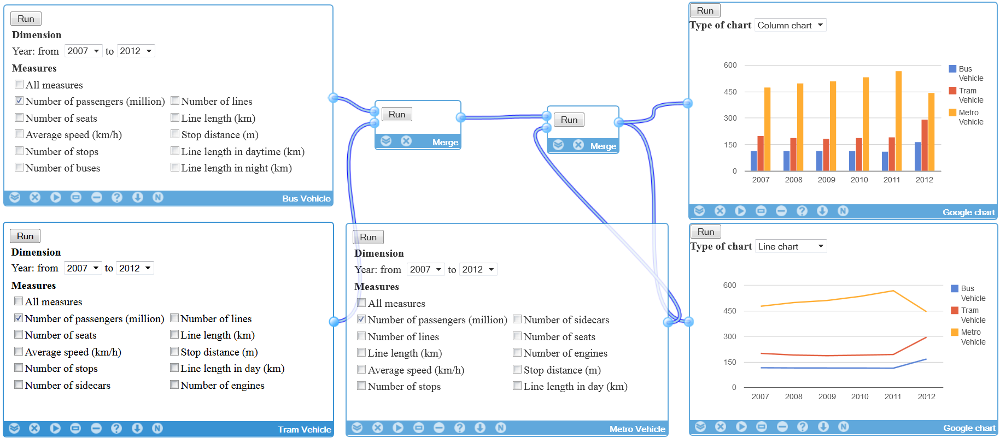 Run
Dimension
Year: from 2007 to 2012
Measures
All measures
Number of passengers (million) Number of lines
Number of seats Line length (km)
Average speed (km/h) Stop distance (m)
Number of stops Line length in daytime (km)
Number of buses Line length in night (km)
N
Bus Vehicle
Run
Merge
Run
Merge
Run
Type of chart Column chart
600
450
300
150
0
2007 2008 2009 2010 2011 2012
Bus
Vehicle
Tram
Vehicle
Metro
Vehicle
? N
Google chart
Run
Dimension
Year: from 2007 to 2012
Measures
All measures
Number of passengers (million) Number of lines
Number of seats Line length (km)
Average speed (km/h) Stop distance (m)
Number of stops Line length in day (km)
Number of sidecars Number of engines
? N
Tram Vehicle
Run
Dimension
Year: from 2007 to 2012
Measures
All measures
Number of passengers (million) Number of sidecars
Number of lines Number of seats
Line length (km) Number of engines
Average speed (km/h) Stop distance (m)
Number of stops Line length in day (km)
? N
Metro Vehicle
Run
Type of chart Line chart
600
450
300
150
0
2007 2008 2009 2010 2011 2012
Bus
Vehicle
Tram
Vehicle
Metro
Vehicle
? N
Google chart